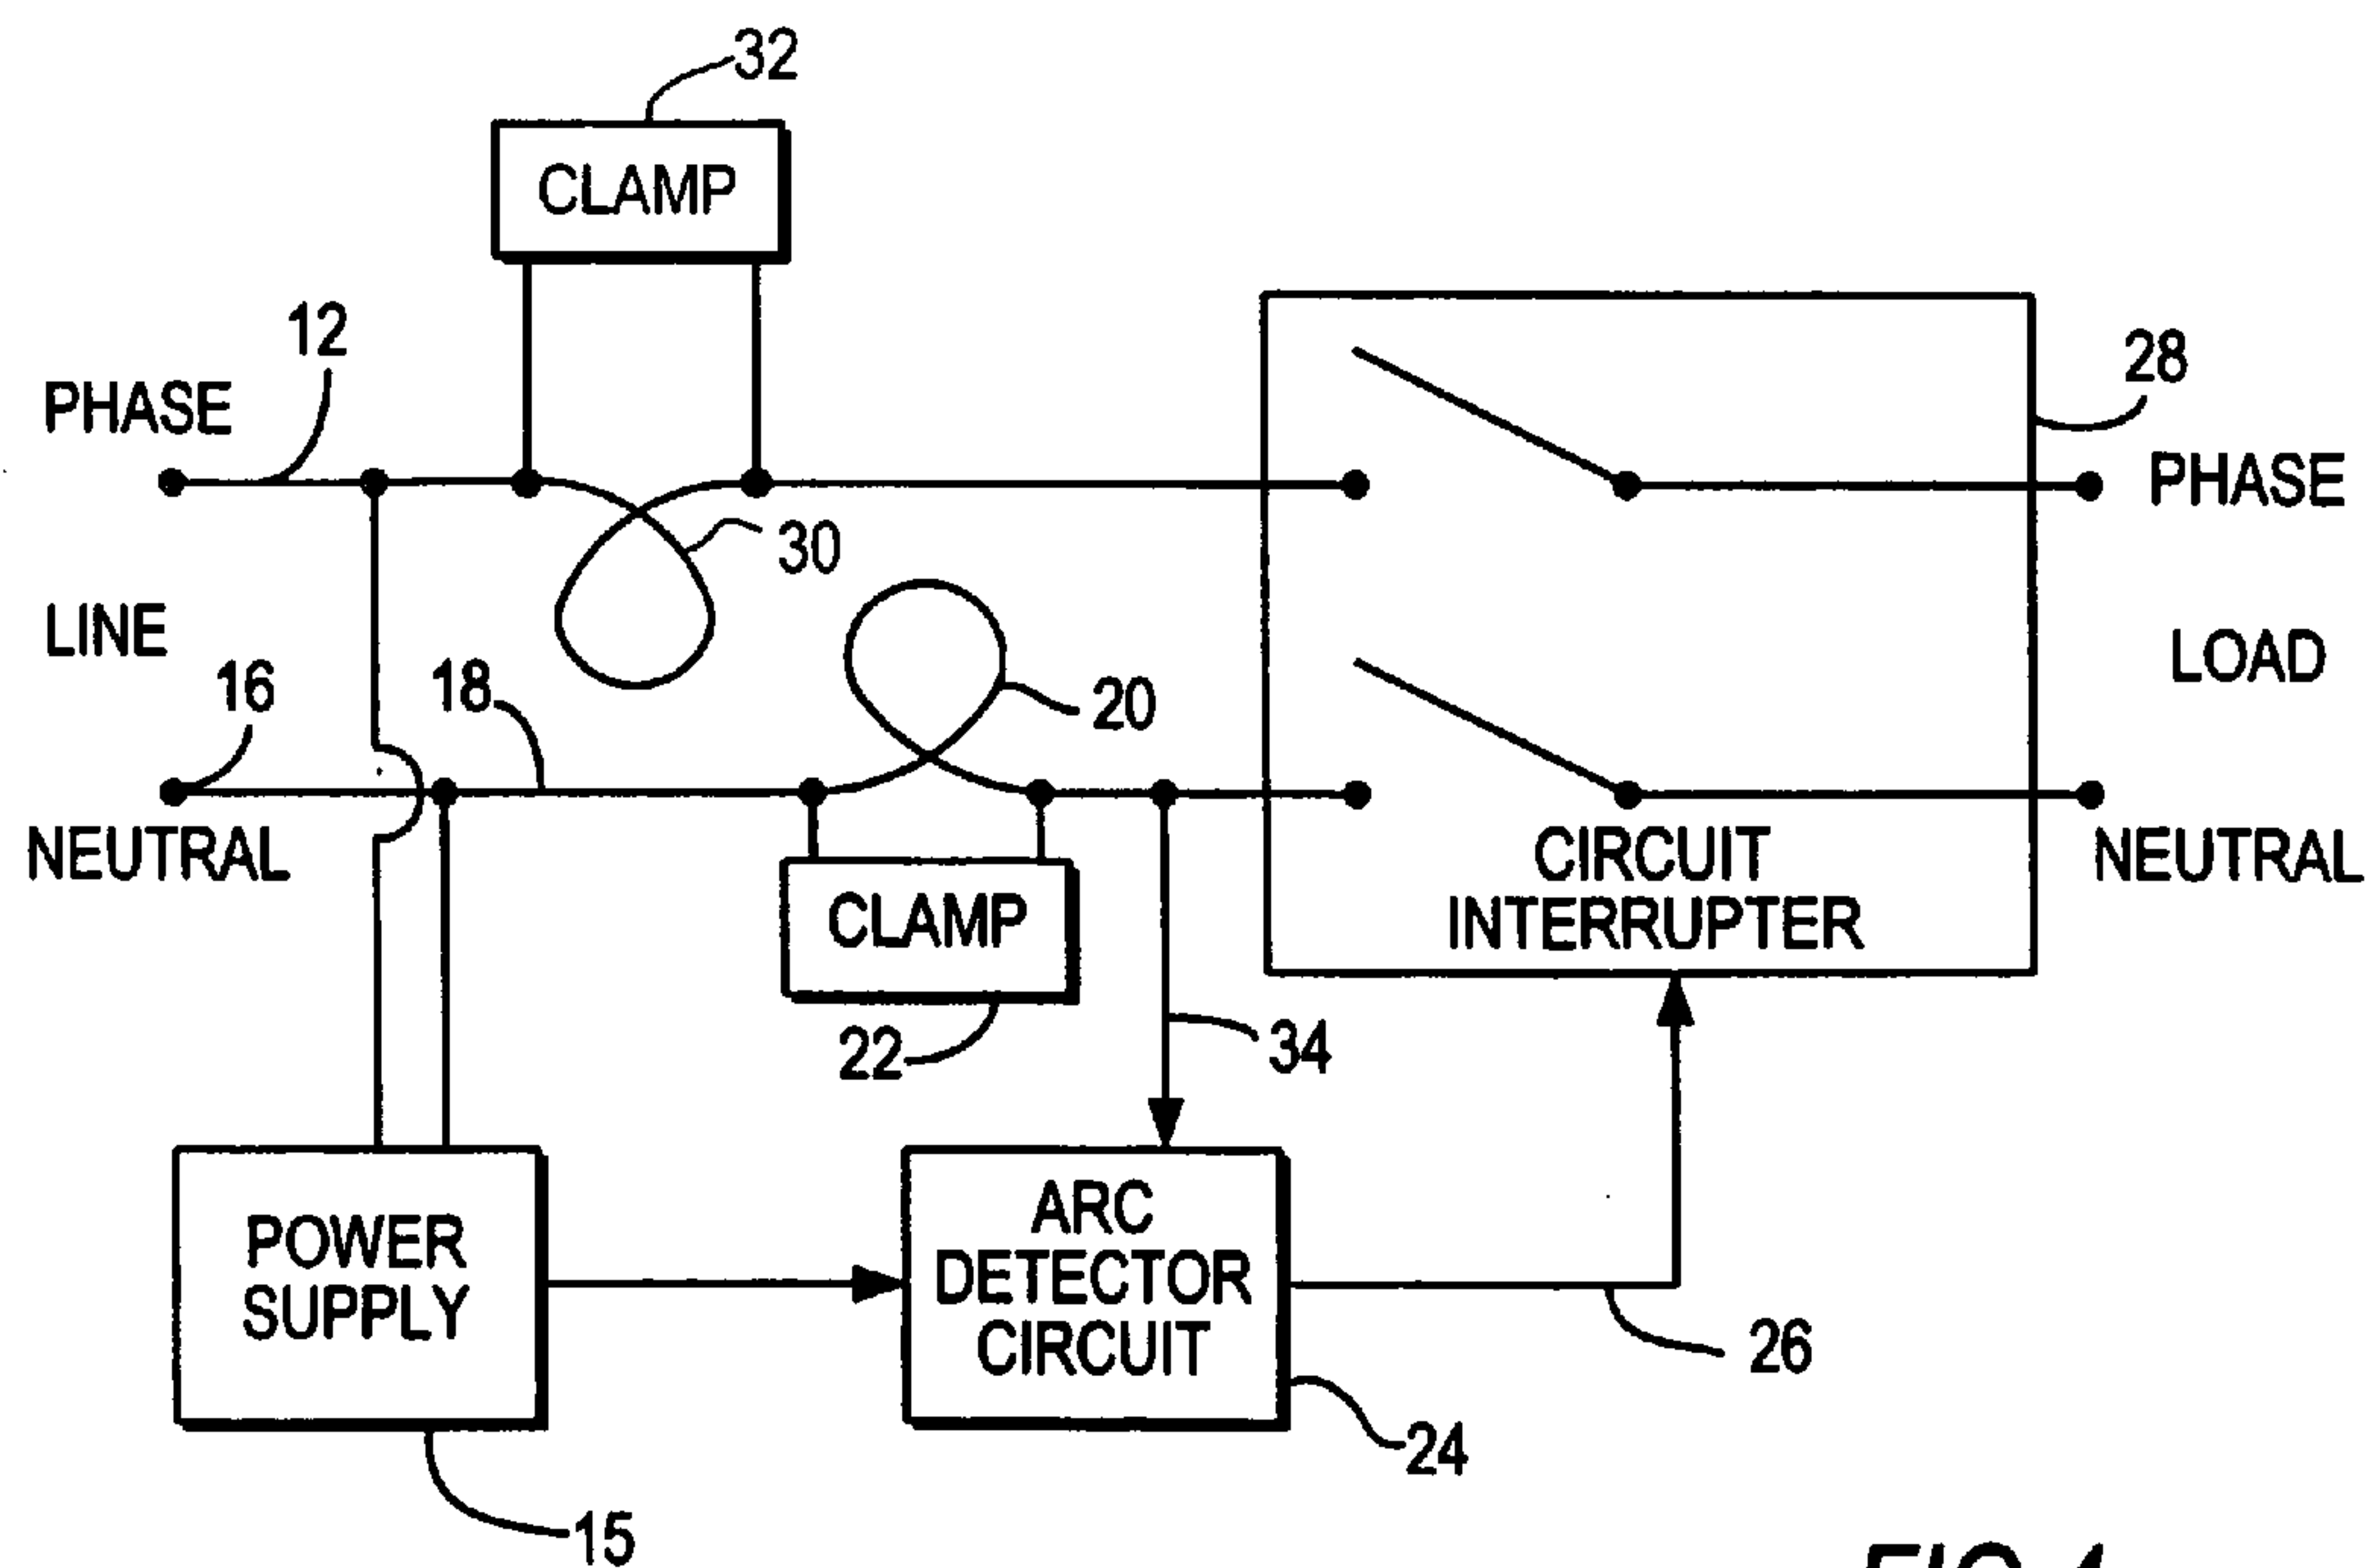 32
CLAMP
12
PHASE
28
PHASE
30
LINE
16
18
20
LOAD
NEUTRAL
CLAMP
CIRCUIT
INTERRUPTER
NEUTRAL
22
34
POWER
SUPPLY
ARC
DETECTOR
CIRCUIT
26
24
15